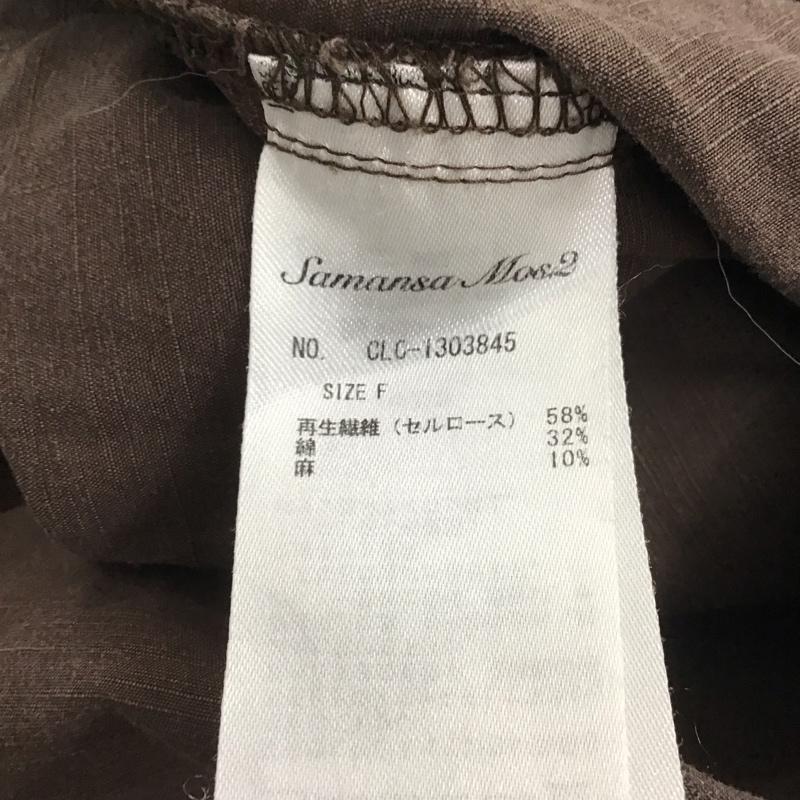 Samansa Mos2
NO. CLC-1303845
SIZE F
再生繊維（セルロース） 58%
綿 32%
麻 10%